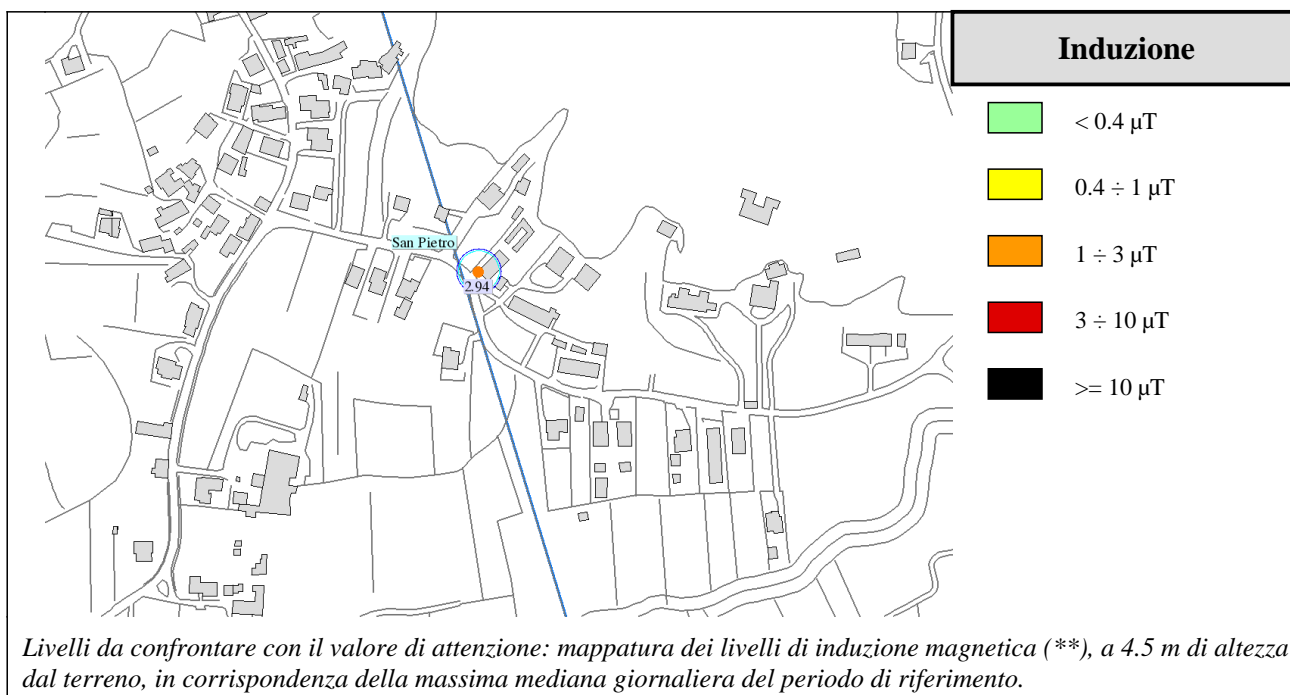 Induzione
< 0.4 µT
0.4 ÷ 1 µT
1 ÷ 3 µT
3 ÷ 10 µT
>= 10 µT
San Pietro
2.94
Livelli da confrontare con il valore di attenzione: mappatura dei livelli di induzione magnetica (**), a 4.5 m di altezza
dal terreno, in corrispondenza della massima mediana giornaliera del periodo di riferimento.